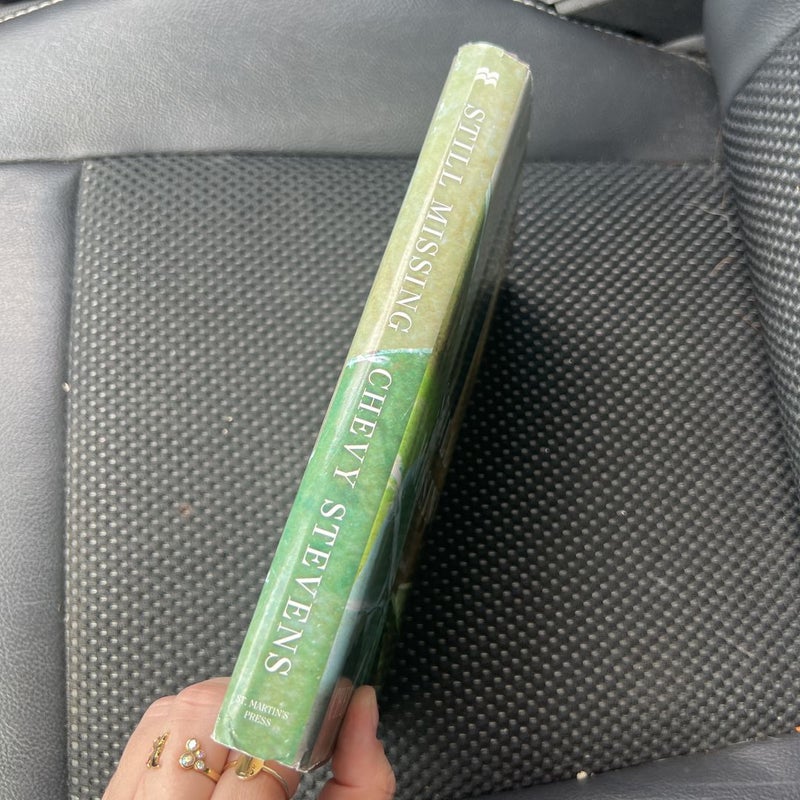 STILL MISSING
CHEVY STEVENS
ST. MARTIN'S
PRESS